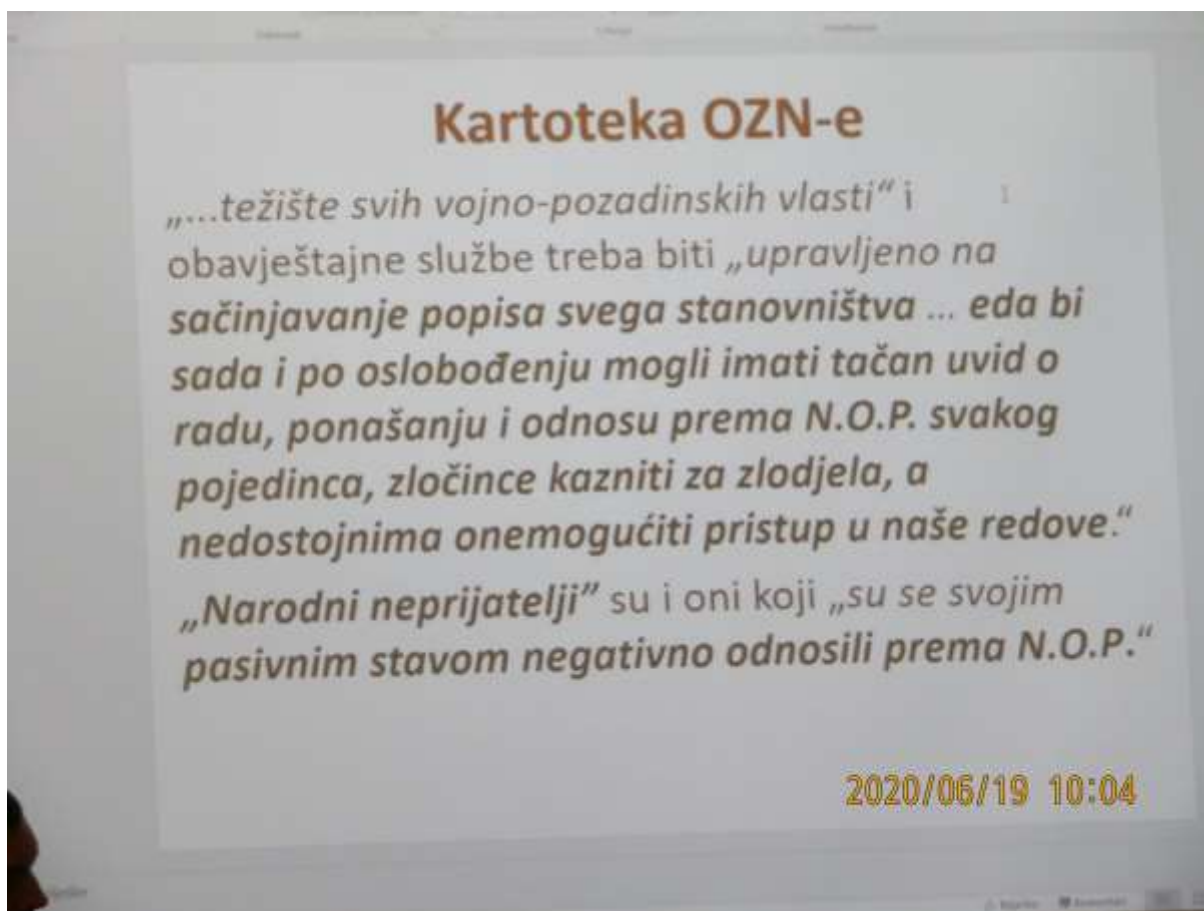 Kartoteka OZN-e
„...težište svih vojno-pozadinskih vlasti“ i
obavještajne službe treba biti „upravljeno na
sačinjavanje popisa svega stanovništva ... eda bi
sada i po oslobođenju mogli imati tačan uvid o
radu, ponašanju i odnosu prema N.O.P. svakog
pojedinca, zločince kazniti za zlodjela, a
nedostojnima onemogućiti pristup u naše redove.“
„Narodni neprijatelji” su i oni koji „su se svojim
pasivnim stavom negativno odnosili prema N.O.P.“
2020/06/19 10:04